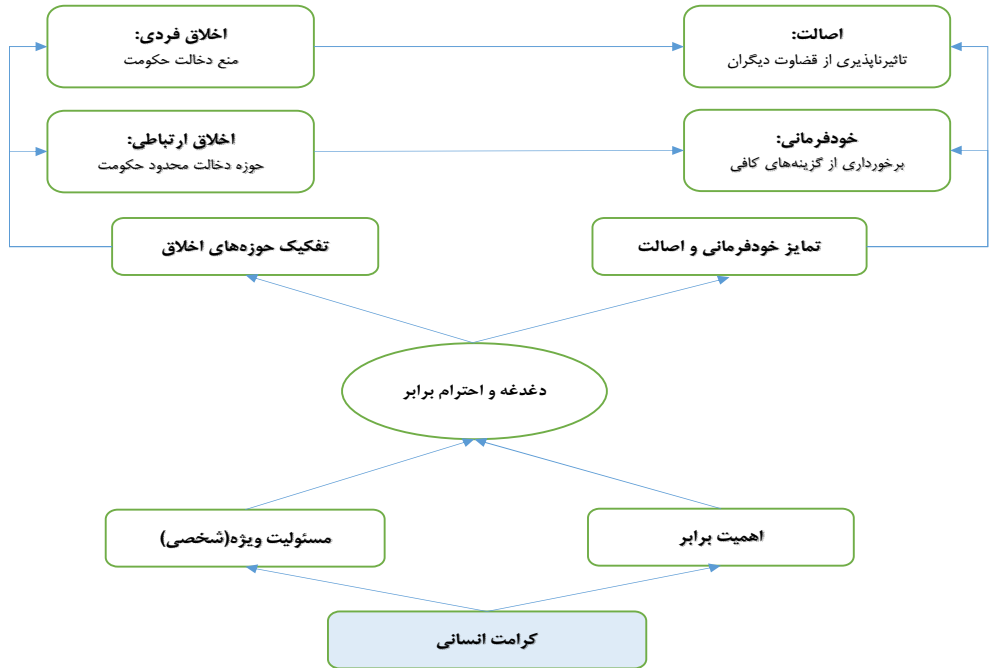 اصالت:
تاثیرناپذیری از قضاوت دیگران
اخلاق فردی:
منع دخالت حکومت
خودفرمانی:
برخورداری از گزینه‌های کافی
اخلاق ارتباطی:
حوزه دخالت محدود حکومت
تمایز خودفرمانی و اصالت
تفکیک حوزه‌های اخلاق
دغدغه و احترام برابر
اهمیت برابر
مسئولیت ویژه(شخصی)
کرامت انسانی